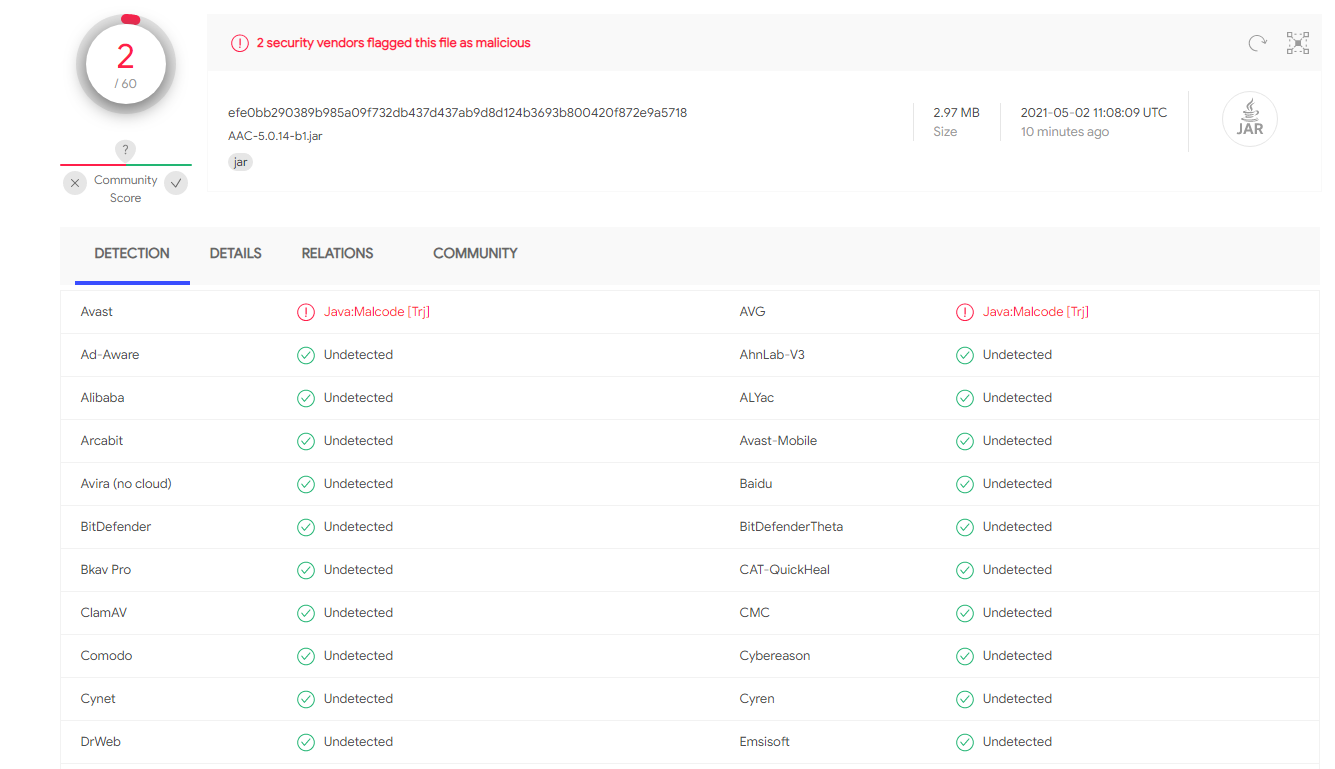 2
/ 60
?
Community
Score
2 security vendors flagged this file as malicious
efe0bb290389b985a09f732db437d437ab9d8d124b3693b800420f872e9a5718
AAC-5.0.14-b1.jar
jar
2.97 MB
Size
2021-05-02 11:08:09 UTC
10 minutes ago
JAR
DETECTION DETAILS RELATIONS COMMUNITY
Avast Java:Malcode [Trj] AVG Java:Malcode [Trj]
Ad-Aware Undetected AhnLab-V3 Undetected
Alibaba Undetected ALYac Undetected
Arcabit Undetected Avast-Mobile Undetected
Avira (no cloud) Undetected Baidu Undetected
BitDefender Undetected BitDefenderTheta Undetected
Bkav Pro Undetected CAT-QuickHeal Undetected
ClamAV Undetected CMC Undetected
Comodo Undetected Cybereason Undetected
Cynet Undetected Cyren Undetected
DrWeb Undetected Emsisoft Undetected